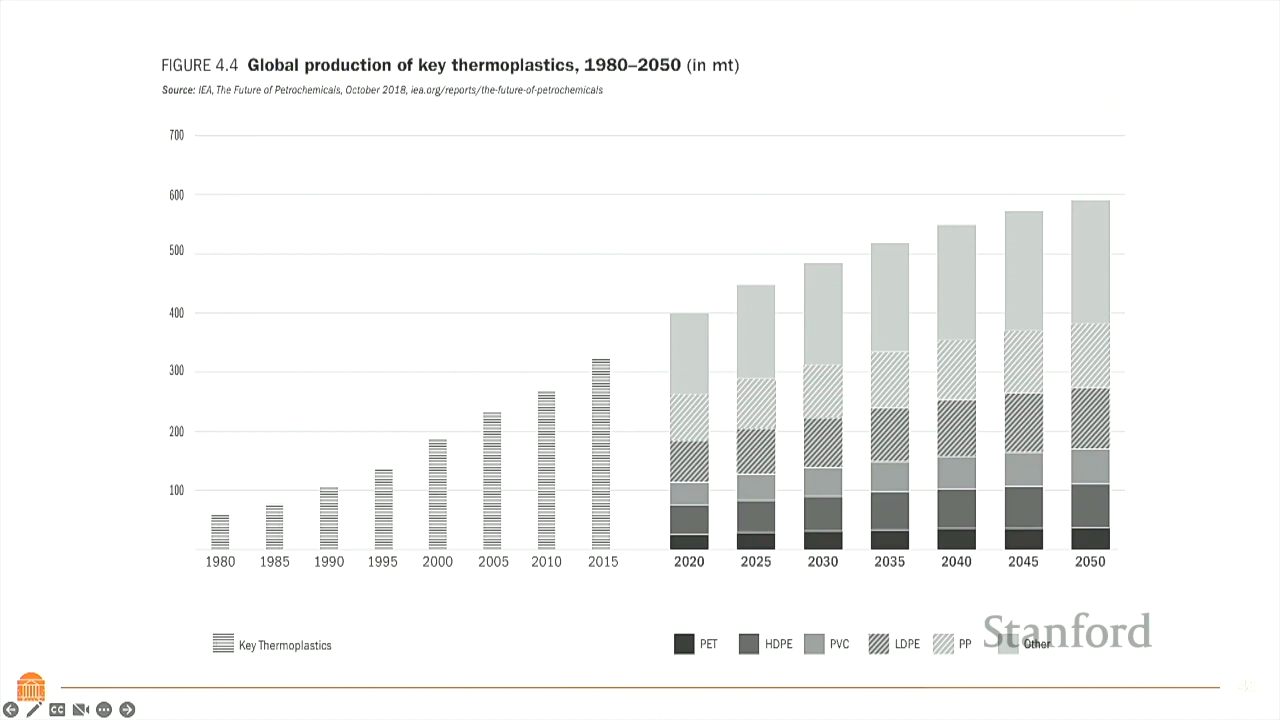 FIGURE 4.4 Global production of key thermoplastics, 1980–2050 (in mt)
Source: IEA, The Future of Petrochemicals, October 2018, iea.org/reports/the-future-of-petrochemicals
700
600
500
400
300
200
100
1980 1985 1990 1995 2000 2005 2010 2015 2020 2025 2030 2035 2040 2045 2050
Key Thermoplastics
PET HDPE PVC LDPE PP Other
Stanford
CC